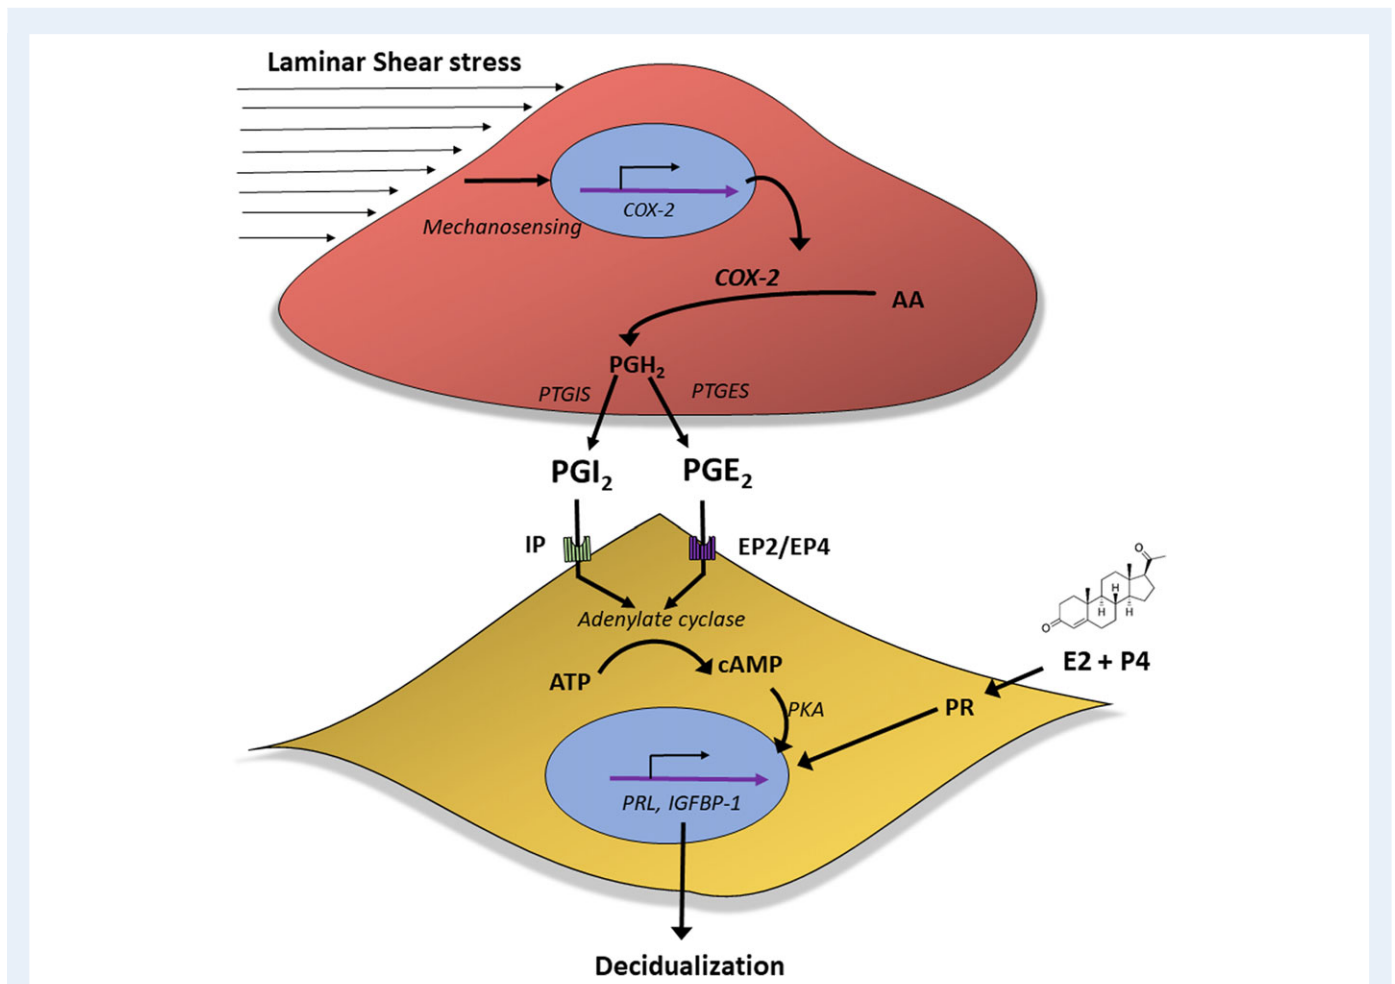 Laminar Shear stress
COX-2
Mechanosensing
COX-2
AA
PGH₂
PTGIS
PTGES
PGI₂
PGE₂
IP
EP2/EP4
O
H
H
H
H
O
Adenylate cyclase
E2 + P4
ATP
cAMP
PKA
PR
PRL, IGFBP-1
Decidualization